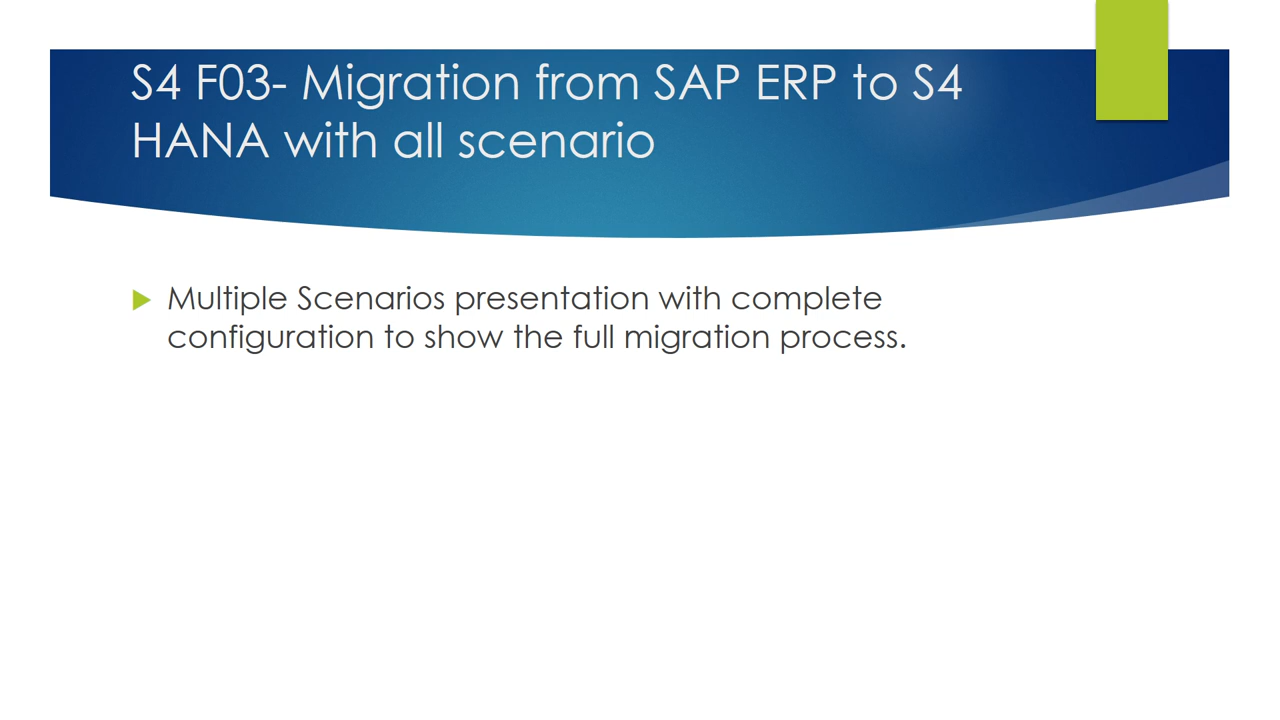 S4 F03- Migration from SAP ERP to S4
HANA with all scenario
Multiple Scenarios presentation with complete
configuration to show the full migration process.